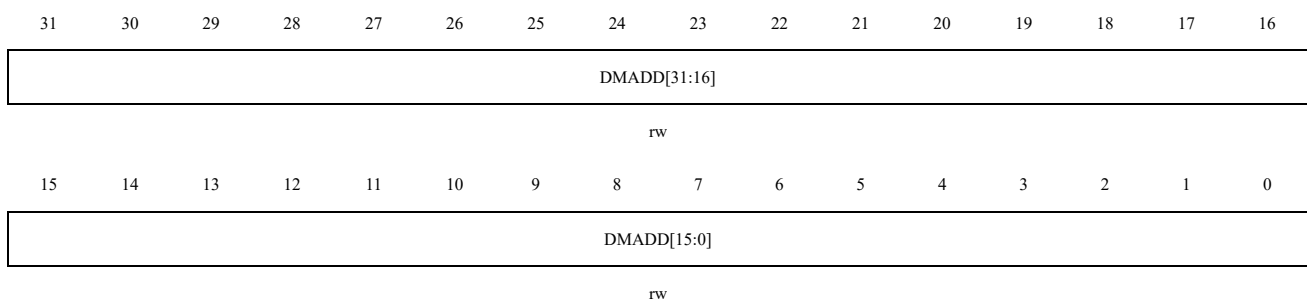 31 30 29 28 27 26 25 24 23 22 21 20 19 18 17 16
DMADD[31:16]
rw
15 14 13 12 11 10 9 8 7 6 5 4 3 2 1 0
DMADD[15:0]
rw